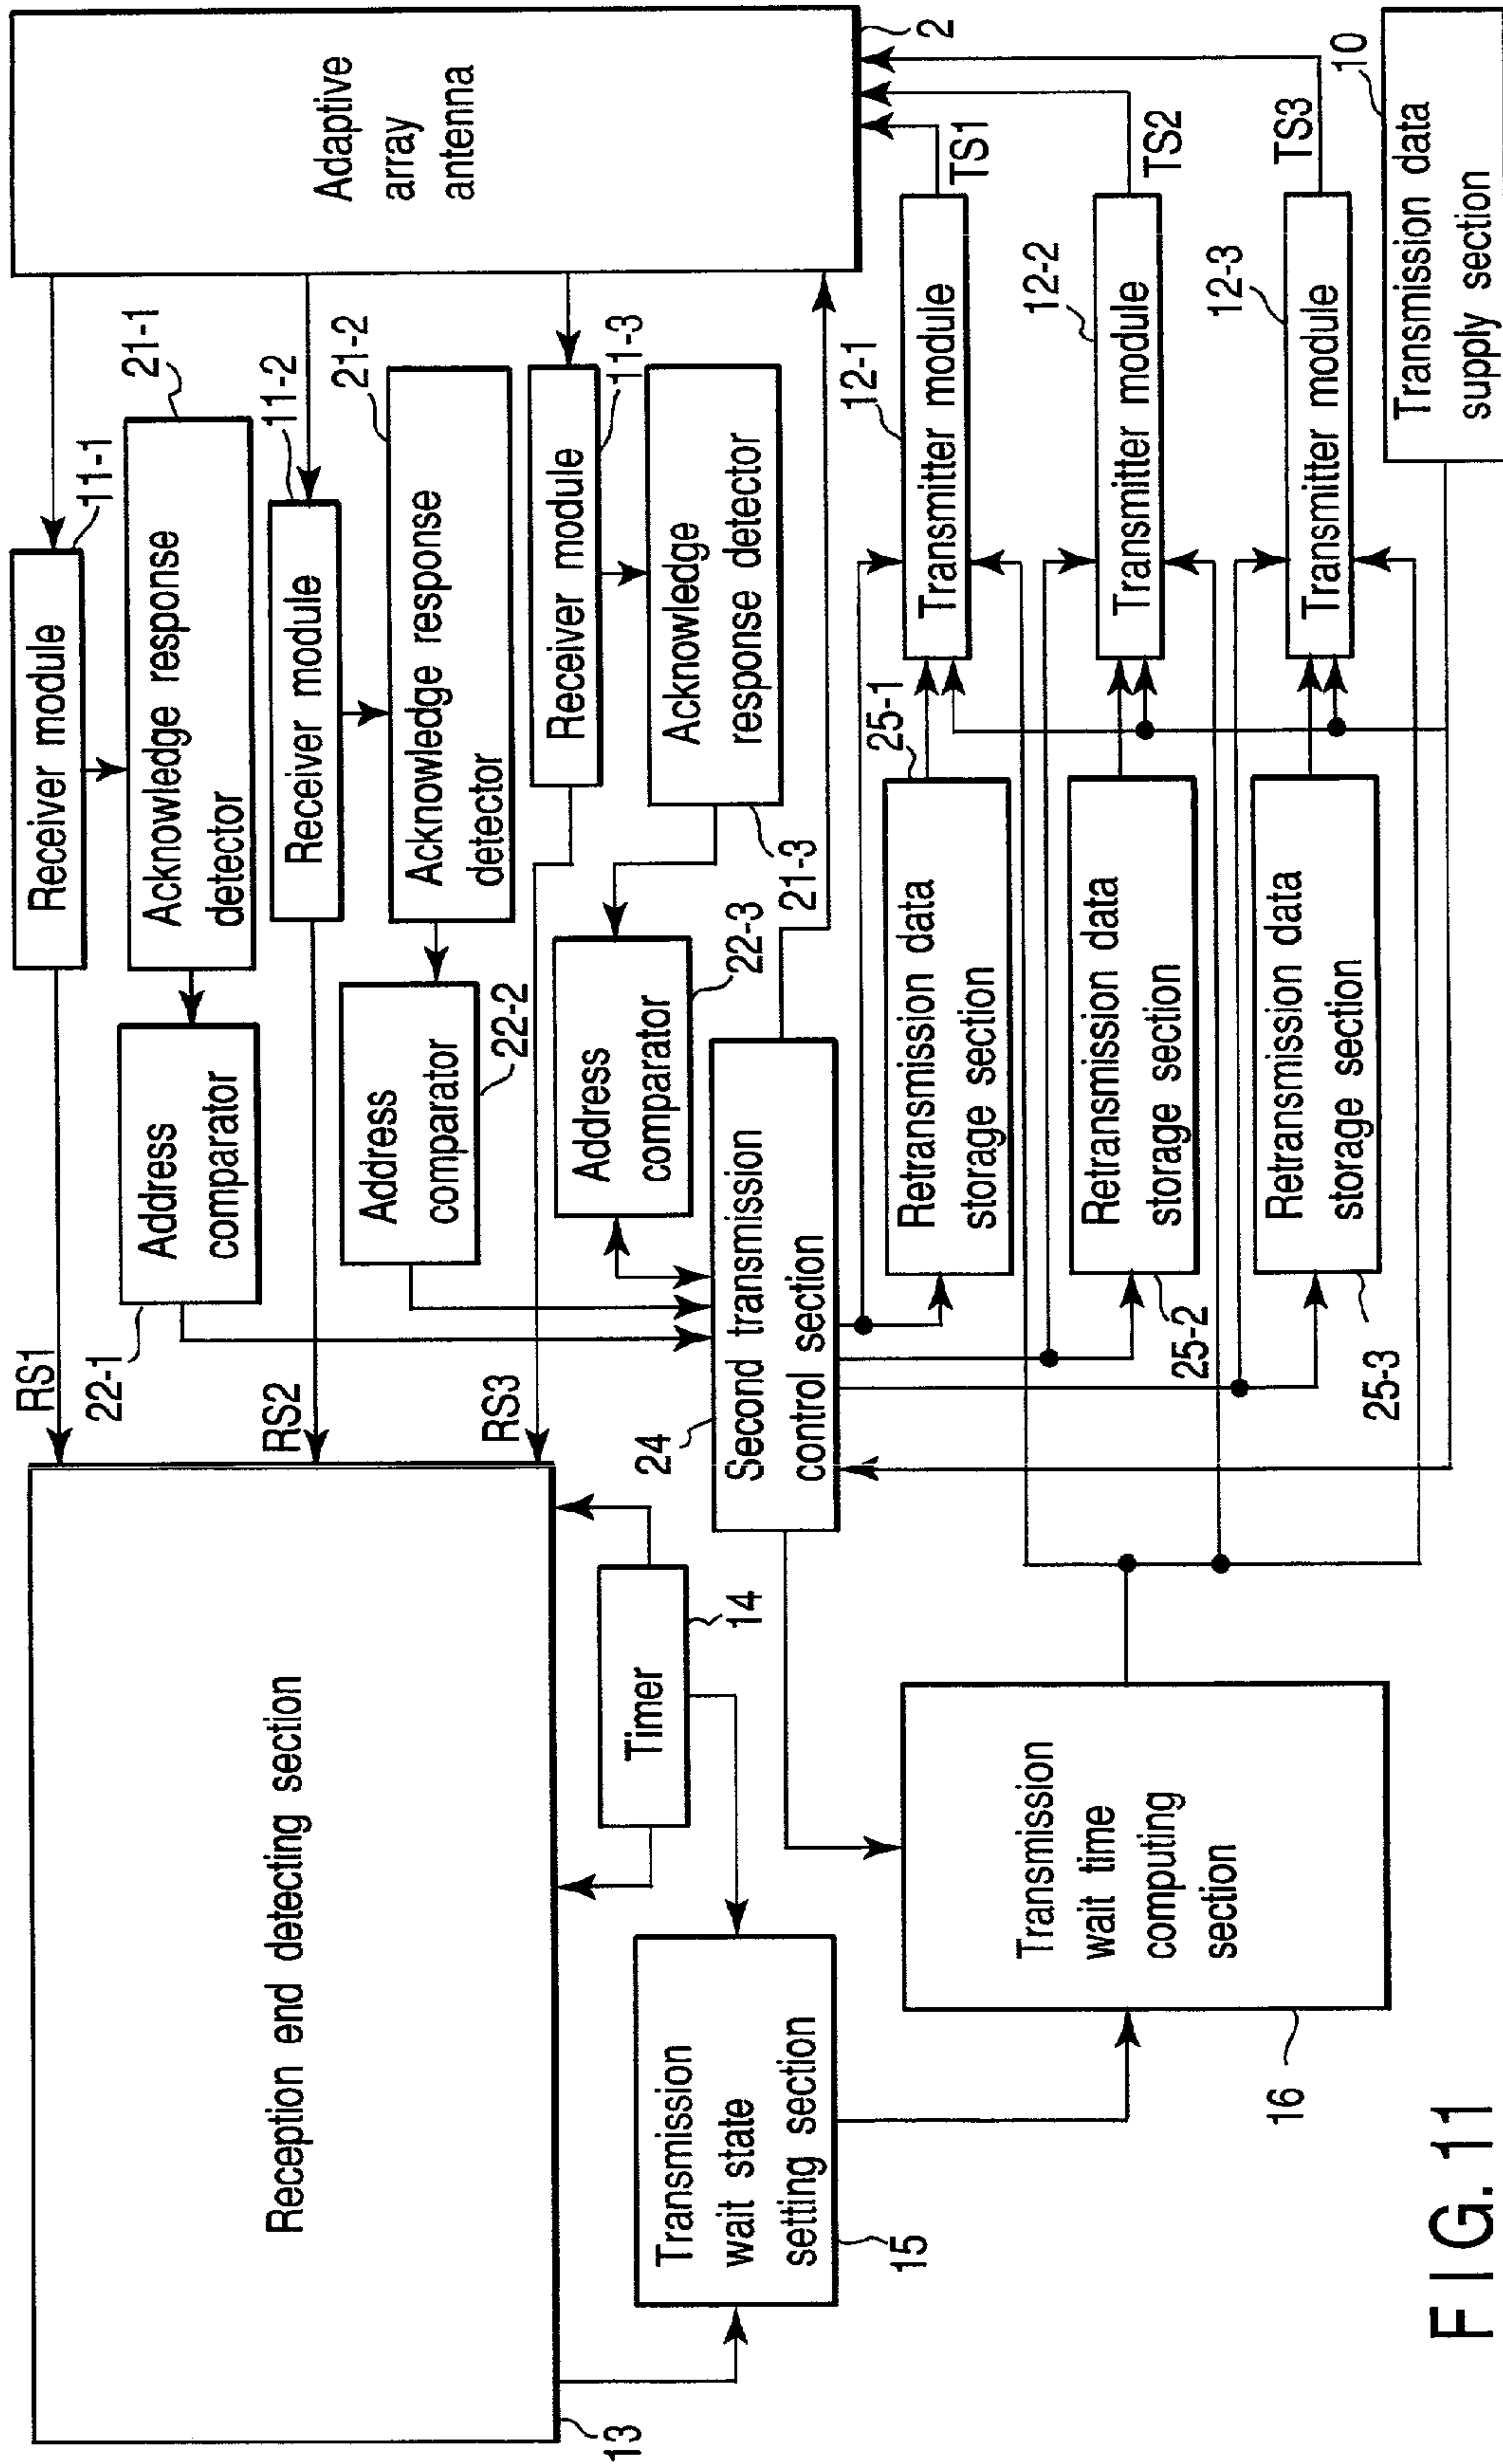 Adaptive
array
antenna
2
Receiver module
11-1
Acknowledge response
detector
21-1
Receiver module
11-2
Acknowledge response
detector
21-2
Receiver module
11-3
Acknowledge
response detector
21-3
Address
comparator
22-1
Address
comparator
22-2
Address
comparator
22-3
RS1
RS2
RS3
Reception end detecting section
13
Timer
14
Transmission
wait state
setting section
15
Transmission
wait time
computing
section
16
Second transmission
control section
24
Retransmission data
storage section
25-1
Retransmission data
storage section
25-2
Retransmission data
storage section
25-3
Transmitter module
12-1
TS1
Transmitter module
12-2
TS2
Transmitter module
12-3
TS3
Transmission data
supply section
10
FIG. 11